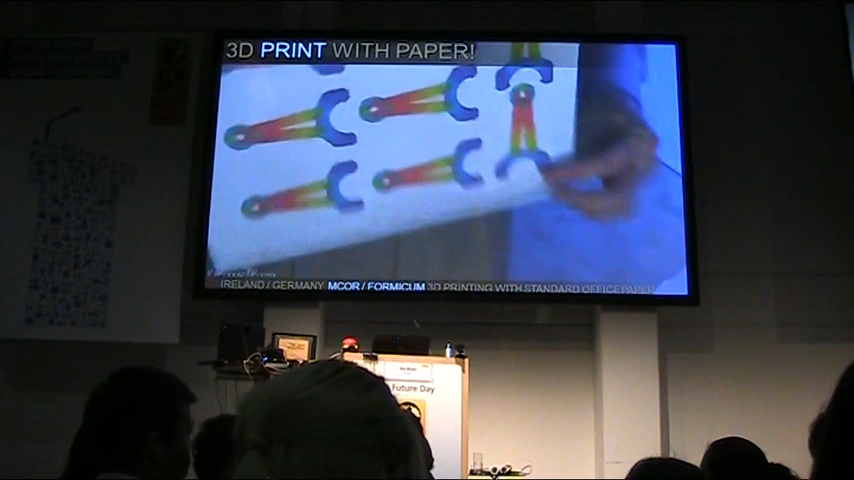 3D PRINT WITH PAPER!
IRELAND / GERMANY MCOR / FORMICUM 3D PRINTING WITH STANDARD OFFICE PAPER
Future Day